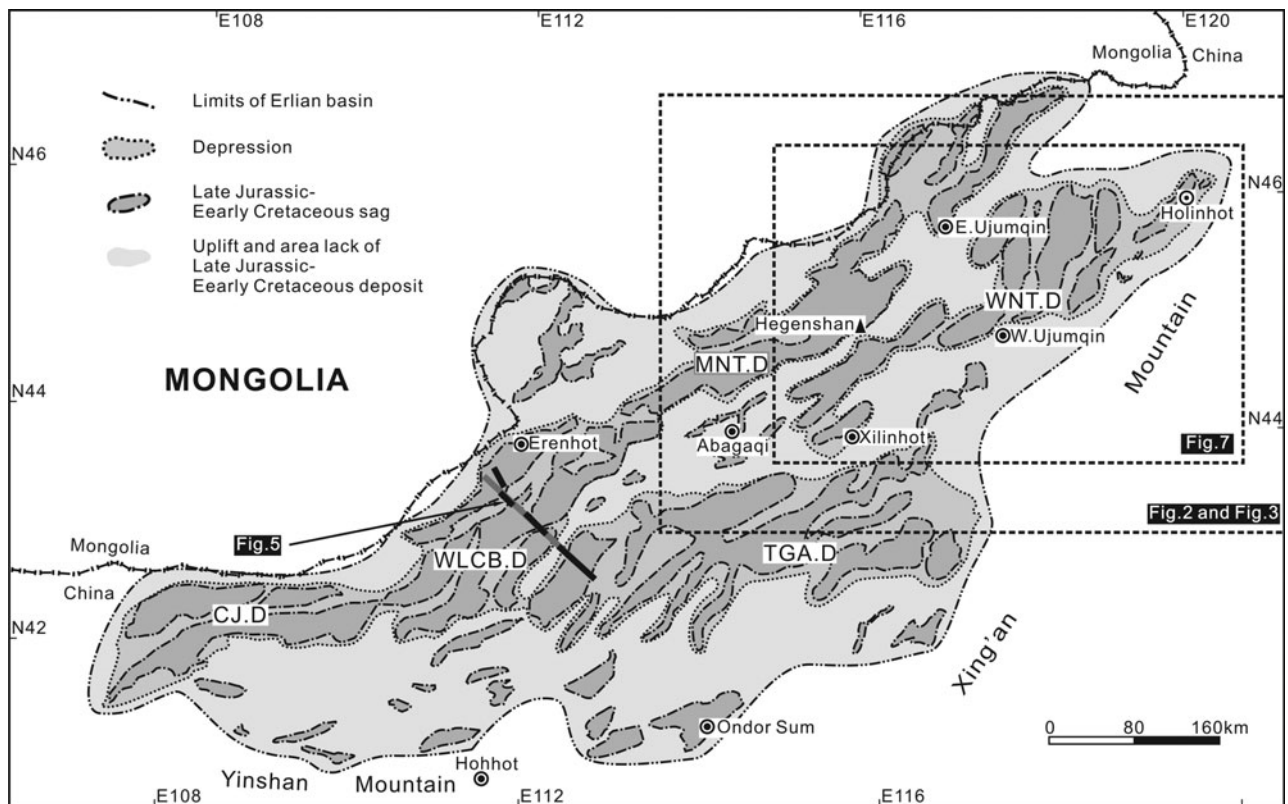 E108
E112
E116
E120
Mongolia
China
Limits of Erlian basin
Depression
Late Jurassic-
Eearly Cretaceous sag
Uplift and area lack of
Late Jurassic-
Eearly Cretaceous deposit
N46
N46
Holinhot
E.Ujumqin
WNT.D
Hegenshan
W.Ujumqin
Mountain
MNT.D
MONGOLIA
N44
N44
Erenhot
Abagaqi
Xilinhot
Fig.7
Fig.2 and Fig.3
Fig.5
Mongolia
China
WLCB.D
TGA.D
CJ.D
N42
Xing'an
Ondor Sum
0 80 160km
Yinshan Mountain
Hohhot
E108
E112
E116